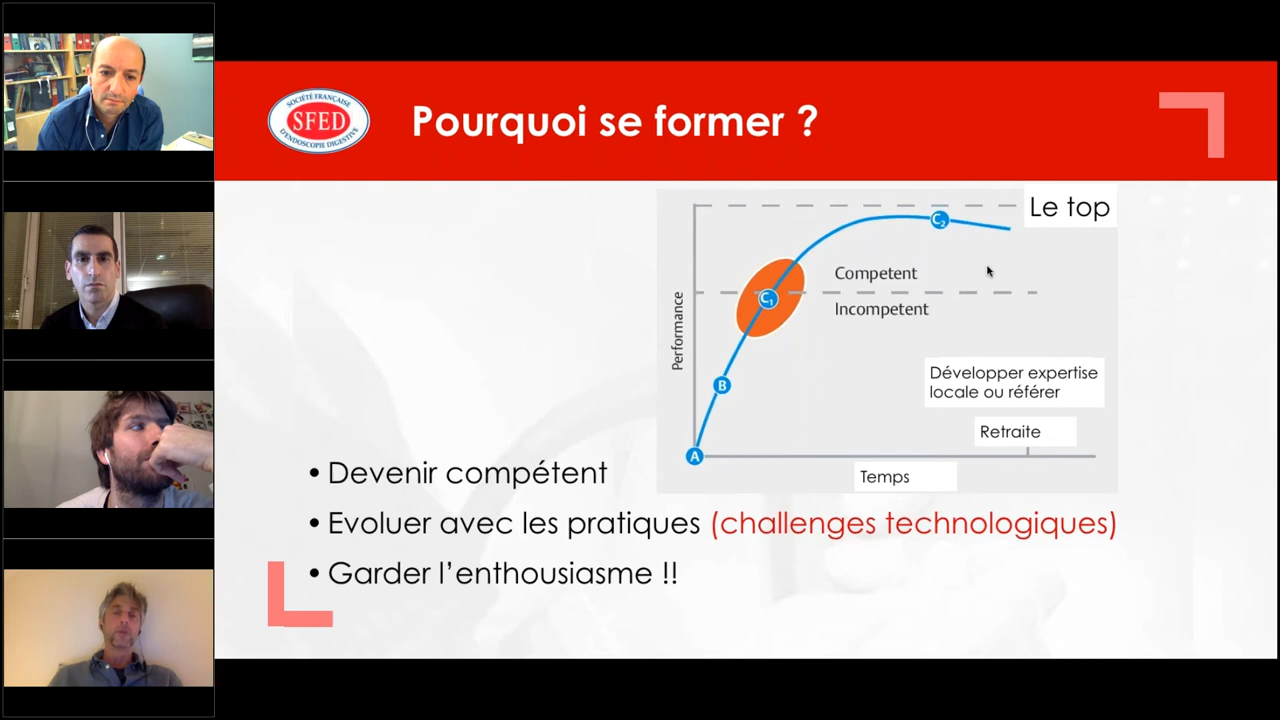 SOCIÉTÉ FRANÇAISE
SFED
D'ENDOSCOPIE DIGESTIVE
Pourquoi se former ?
Le top
C2
Competent
C1
Incompetent
Performance
Développer expertise
locale ou référer
B
Retraite
A
Temps
• Devenir compétent
• Evoluer avec les pratiques (challenges technologiques)
• Garder l’enthousiasme !!